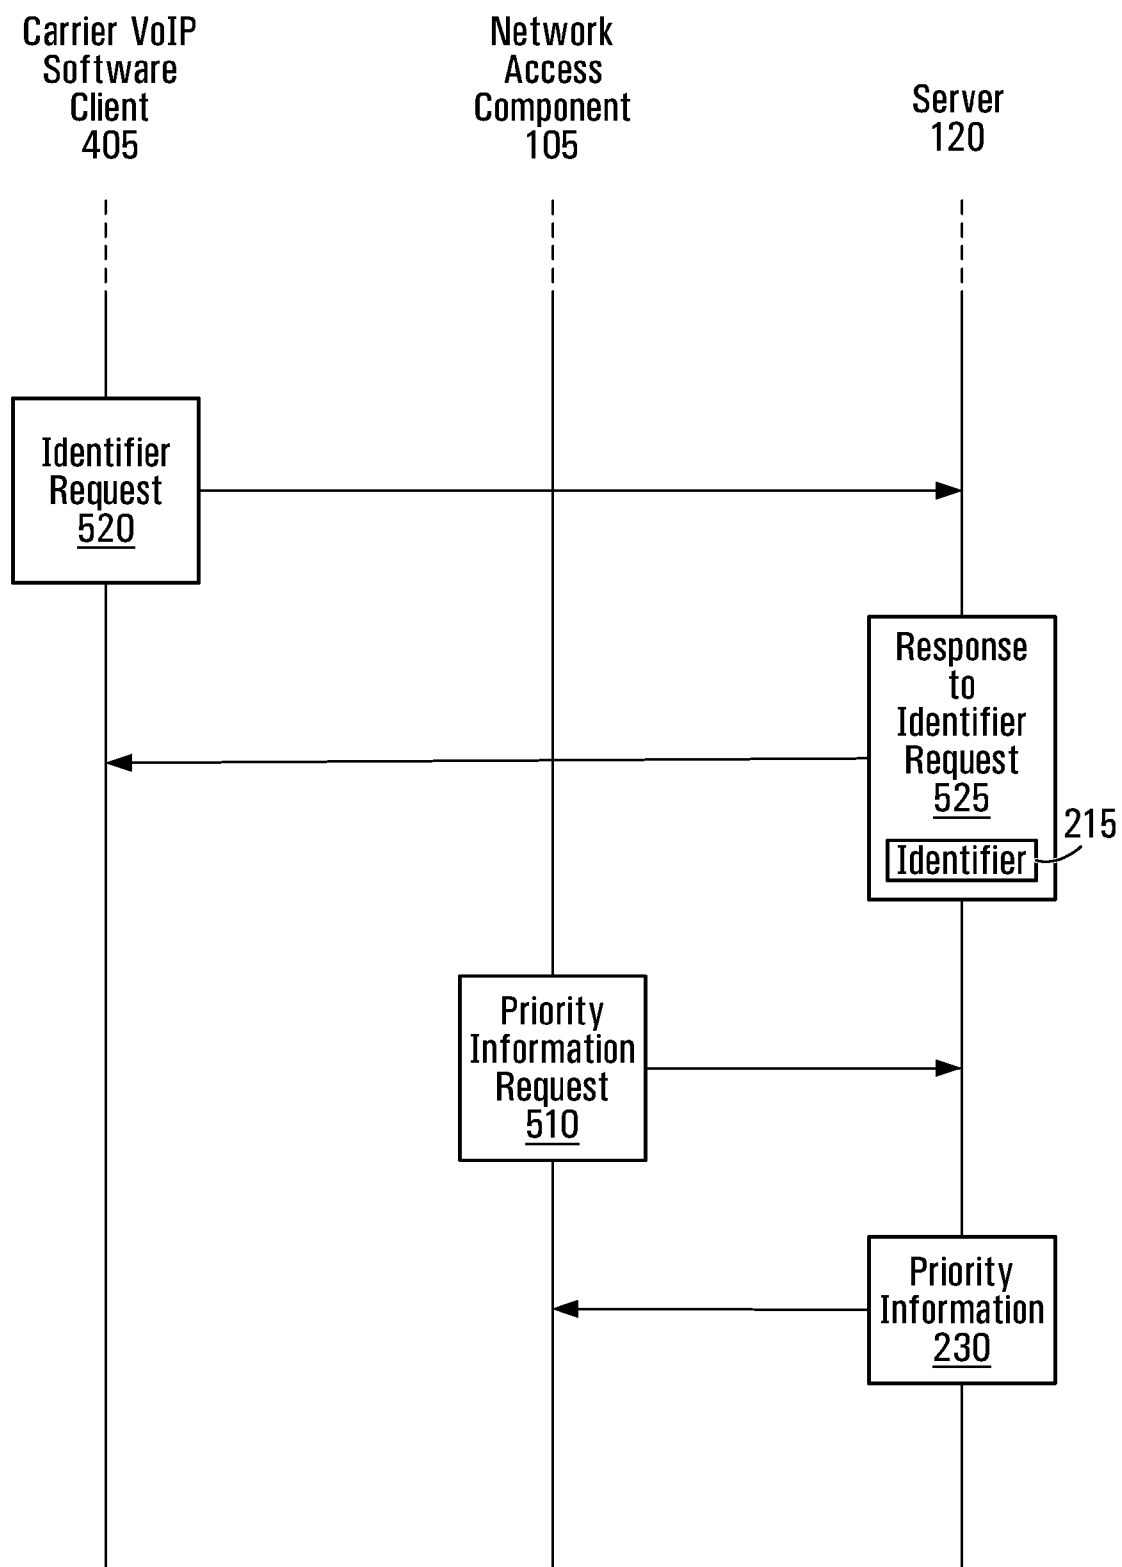 Carrier VoIP
Software
Client
405
Network
Access
Component
105
Server
120
Identifier
Request
520
Response
to
Identifier
Request
525
Identifier
215
Priority
Information
Request
510
Priority
Information
230